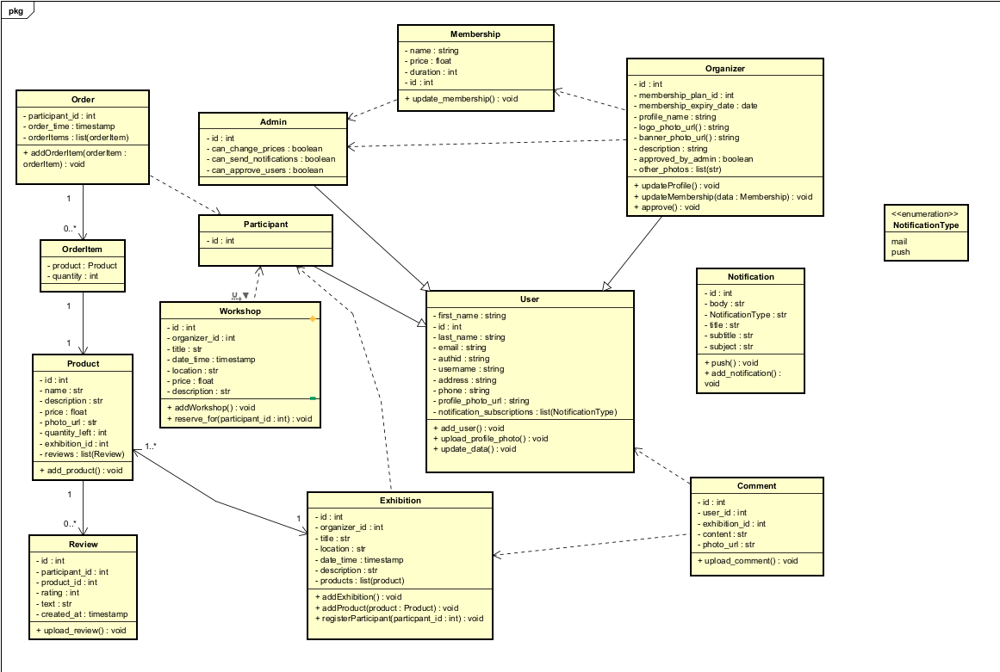 pkg
Membership
- name : string
- price : float
- duration : int
- id : int
+ update_membership() : void
Organizer
- id : int
- membership_plan_id : int
- membership_expiry_date : date
- profile_name : string
- logo_photo_url() : string
- banner_photo_url() : string
- description : string
- approved_by_admin : boolean
- other_photos : list(str)
+ updateProfile() : void
+ updateMembership(data : Membership) : void
+ approve() : void
Order
- participant_id : int
- order_time : timestamp
- orderItems : list(orderItem)
+ addOrderItem(orderItem :
orderItem) : void
Admin
- id : int
- can_change_prices : boolean
- can_send_notifications : boolean
- can_approve_users : boolean
1
0..*
Participant
- id : int
<<enumeration>>
NotificationType
mail
push
OrderItem
- product : Product
- quantity : int
Notification
- id : int
- body : str
- NotificationType : str
- title : str
- subtitle : str
- subject : str
+ push() : void
+ add_notification() :
void
User
- first_name : string
- id : int
- last_name : string
- email : string
- authid : string
- username : string
- address : string
- phone : string
- profile_photo_url : string
- notification_subscriptions : list(NotificationType)
+ add_user() : void
+ upload_profile_photo() : void
+ update_data() : void
Workshop
- id : int
- organizer_id : int
- title : str
- date_time : timestamp
- location : str
- price : float
- description : str
+ addWorkshop() : void
+ reserve_for(participant_id : int) : void
1
1
Product
- id : int
- name : str
- description : str
- price : float
- photo_url : str
- quantity_left : int
- exhibition_id : int
- reviews : list(Review)
+ add_product() : void
1..*
1
1
0..*
Review
- id : int
- participant_id : int
- product_id : int
- rating : int
- text : str
- created_at : timestamp
+ upload_review() : void
Exhibition
- id : int
- organizer_id : int
- title : str
- location : str
- date_time : timestamp
- description : str
- products : list(product)
+ addExhibition() : void
+ addProduct(product : Product) : void
+ registerParticipant(particpant_id : int) : void
Comment
- id : int
- user_id : int
- exhibition_id : int
- content : str
- photo_url : str
+ upload_comment() : void